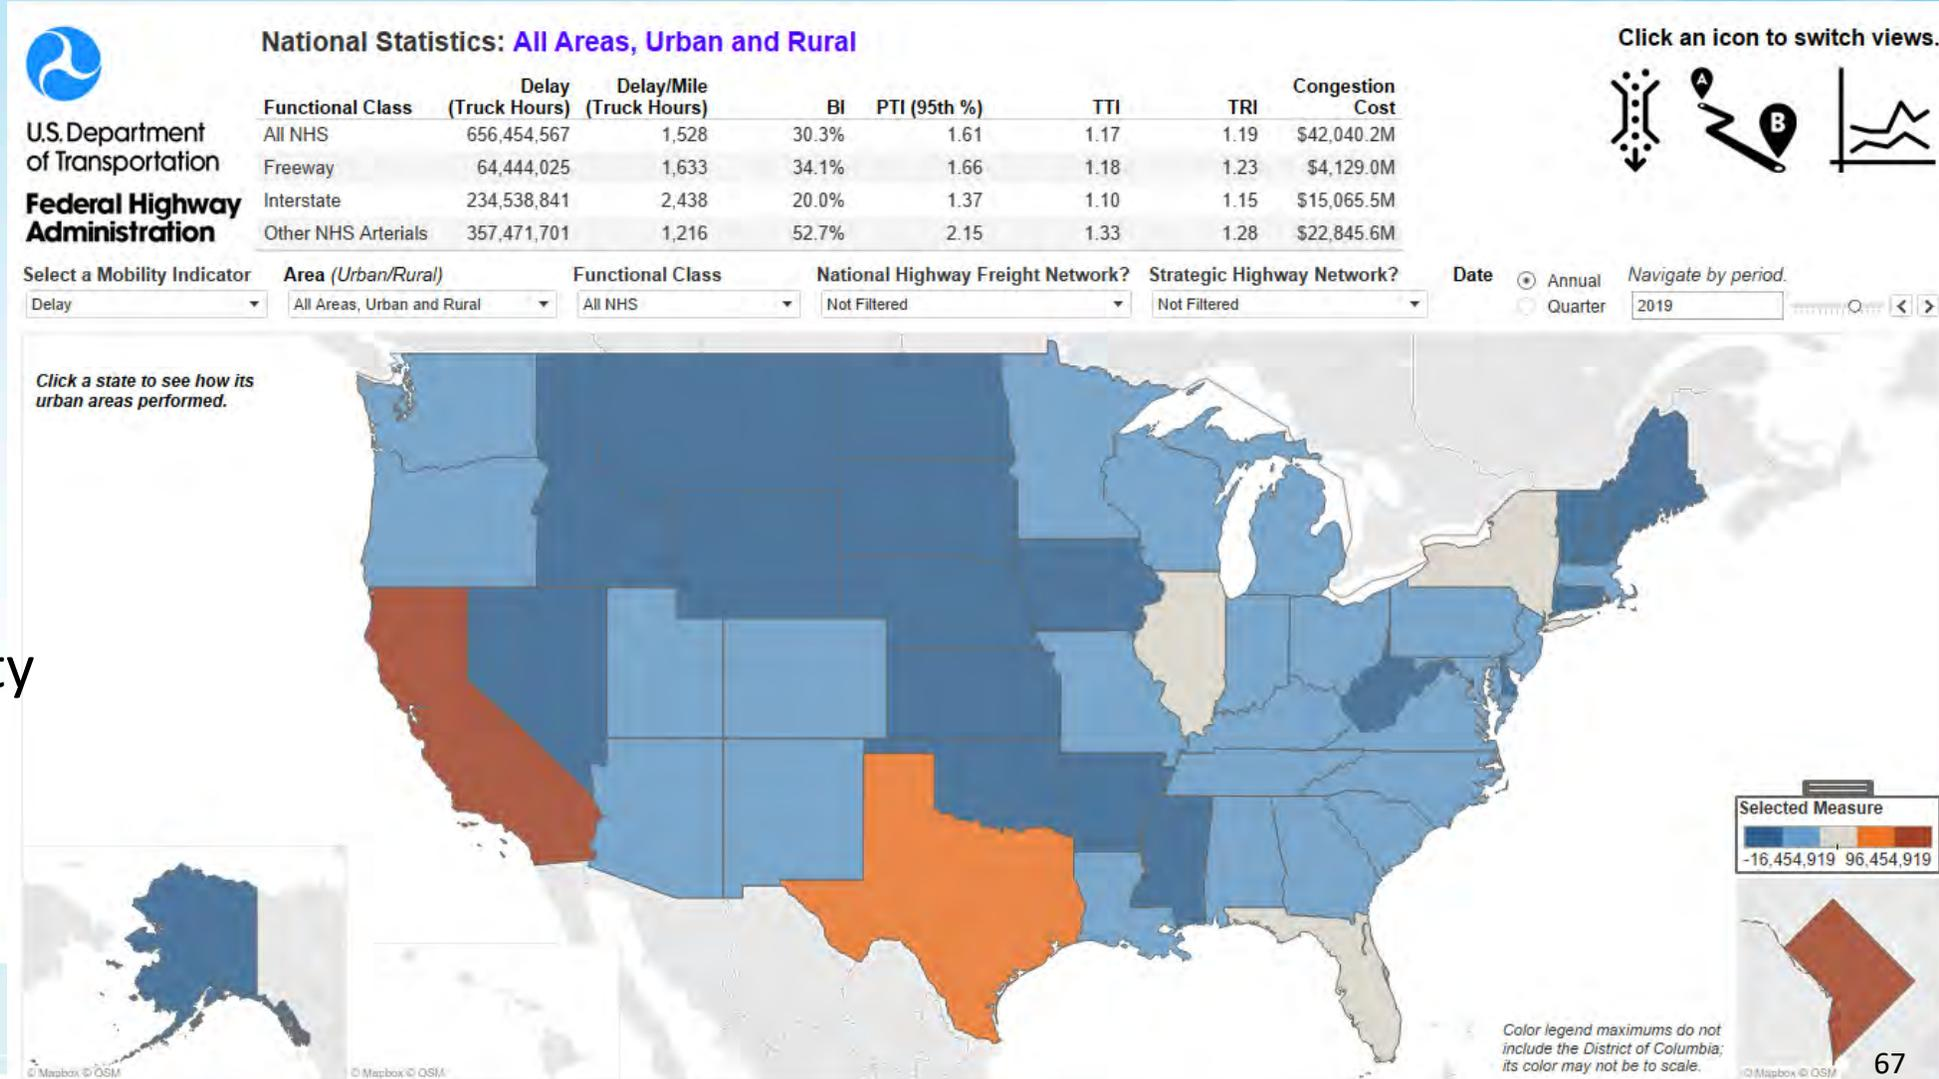 National Statistics: All Areas, Urban and Rural
Click an icon to switch views.
U.S. Department
of Transportation
Federal Highway
Administration
Functional Class Delay (Truck Hours) Delay/Mile (Truck Hours) BI PTI (95th %) TTI TRI Congestion Cost
All NHS 656,454,567 1,528 30.3% 1.61 1.17 1.19 $42,040.2M
Freeway 64,444,025 1,633 34.1% 1.66 1.18 1.23 $4,129.0M
Interstate 234,538,841 2,438 20.0% 1.37 1.10 1.15 $15,065.5M
Other NHS Arterials 357,471,701 1,216 52.7% 2.15 1.33 1.28 $22,845.6M
A
B
Select a Mobility Indicator Area (Urban/Rural) Functional Class National Highway Freight Network? Strategic Highway Network? Date Annual Navigate by period.
Delay All Areas, Urban and Rural All NHS Not Filtered Not Filtered Quarter 2019
Click a state to see how its
urban areas performed.
ty
Selected Measure
-16,454,919 96,454,919
Color legend maximums do not
include the District of Columbia;
its color may not be to scale.
© Mapbox © OSM
© Mapbox © OSM
© Mapbox © OSM
67